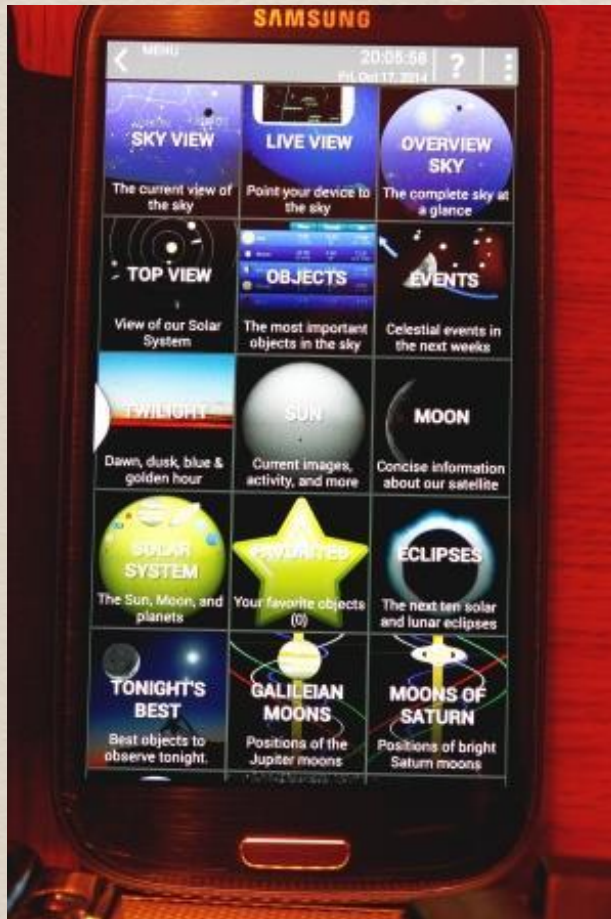 SAMSUNG
MENU
20:05:56
Fri, Oct 17, 2014
?
SKY VIEW
The current view of
the sky
LIVE VIEW
Point your device to
the sky
OVERVIEW
SKY
The complete sky at
a glance
TOP VIEW
View of our Solar
System
OBJECTS
The most important
objects in the sky
EVENTS
Celestial events in
the next weeks
TWILIGHT
Dawn, dusk, blue &
golden hour
SUN
Current images,
activity, and more
MOON
Concise information
about our satellite
SOLAR
SYSTEM
The Sun, Moon, and
planets
FAVORITES
Your favorite objects
(0)
ECLIPSES
The next ten solar
and lunar eclipses
TONIGHT'S
BEST
Best objects to
observe tonight.
GALILEIAN
MOONS
Positions of the
Jupiter moons
MOONS OF
SATURN
Positions of bright
Saturn moons